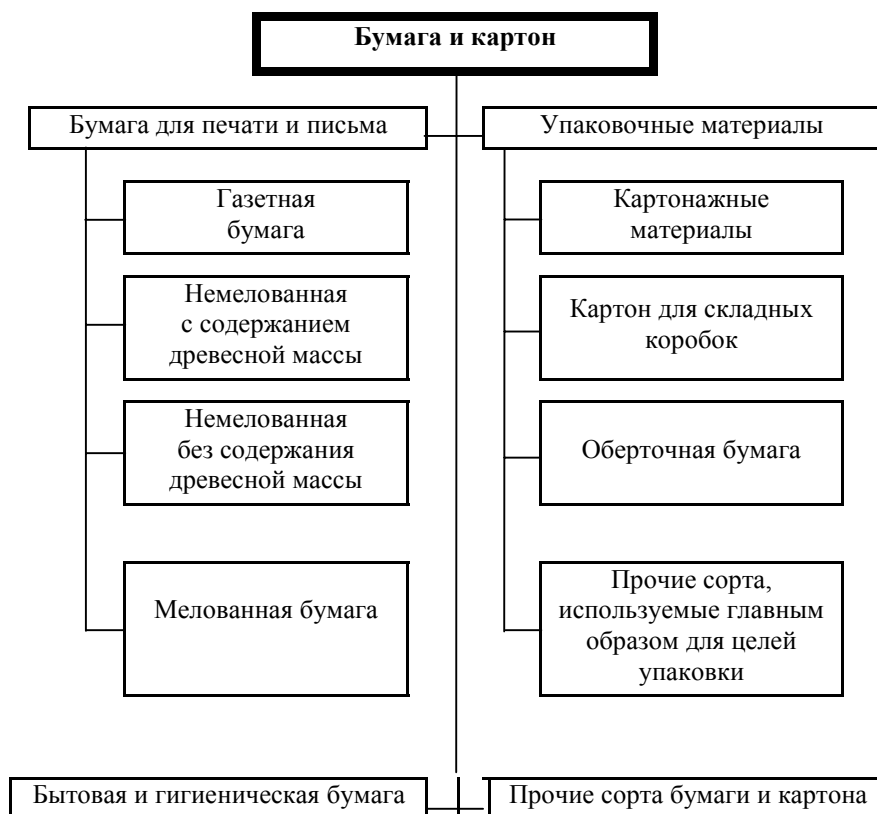 Бумага и картон
Бумага для печати и письма
Упаковочные материалы
Газетная
бумага
Картонажные
материалы
Немелованная
с содержанием
древесной массы
Картон для складных
коробок
Немелованная
без содержания
древесной массы
Оберточная бумага
Мелованная бумага
Прочие сорта,
используемые главным
образом для целей
упаковки
Бытовая и гигиеническая бумага
Прочие сорта бумаги и картона